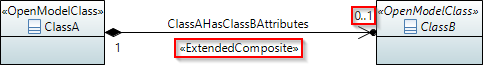 «OpenModelClass»
ClassA
ClassAHasClassBAttributes
1
«ExtendedComposite»
0..1
«OpenModelClass»
ClassB